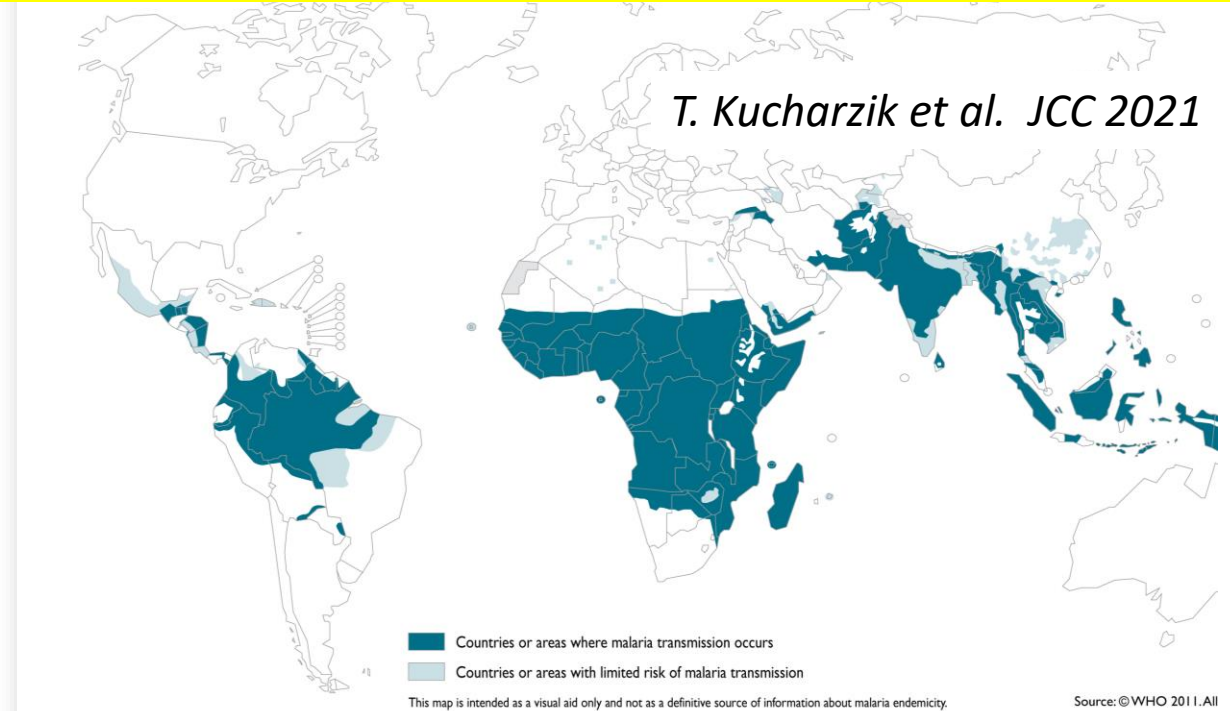 T. Kucharzik et al. JCC 2021
Countries or areas where malaria transmission occurs
Countries or areas with limited risk of malaria transmission
This map is intended as a visual aid only and not as a definitive source of information about malaria endemicity.
Source: © WHO 2011. All